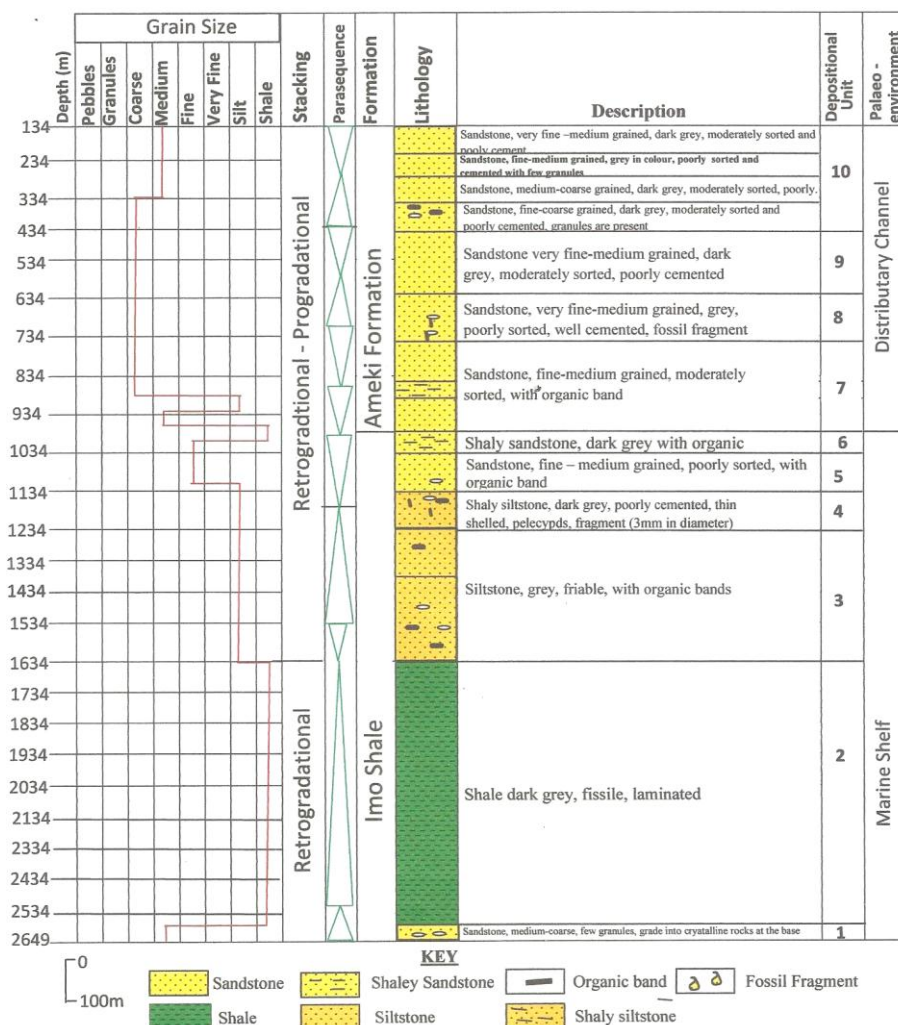 Grain Size
Depth (m)
Pebbles
Granules
Coarse
Medium
Fine
Very Fine
Silt
Shale
Stacking
Parasequence
Formation
Lithology
Description
Depositional
Unit
Palaeo -
environment
134
234
334
434
534
634
734
834
934
1034
1134
1234
1334
1434
1534
1634
1734
1834
1934
2034
2134
2234
2334
2434
2534
2649
Retrogradtional - Progradational
Retrogradational
Ameki Formation
Imo Shale
Sandstone, very fine –medium grained, dark grey, moderately sorted and
pooly cement
Sandstone, fine-medium grained, grey in colour, poorly sorted and
cemented with few granules
Sandstone, medium-coarse grained, dark grey, moderately sorted, poorly.
Sandstone, fine-coarse grained, dark grey, moderately sorted and
poorly cemented, granules are present
10
Sandstone very fine-medium grained, dark
grey, moderately sorted, poorly cemented
9
Sandstone, very fine-medium grained, grey,
poorly sorted, well cemented, fossil fragment
8
Sandstone, fine-medium grained, moderately
sorted, with organic band
7
Shaly sandstone, dark grey with organic
6
Sandstone, fine – medium grained, poorly sorted, with
organic band
5
Shaly siltstone, dark grey, poorly cemented, thin
shelled, pelecypds, fragment (3mm in diameter)
4
Siltstone, grey, friable, with organic bands
3
Shale dark grey, fissile, laminated
2
Sandstone, medium-coarse, few granules, grade into cryatalline rocks at the base
1
Distributary Channel
Marine Shelf
KEY
0
100m
Sandstone
Shaley Sandstone
Organic band
Fossil Fragment
Shale
Siltstone
Shaly siltstone